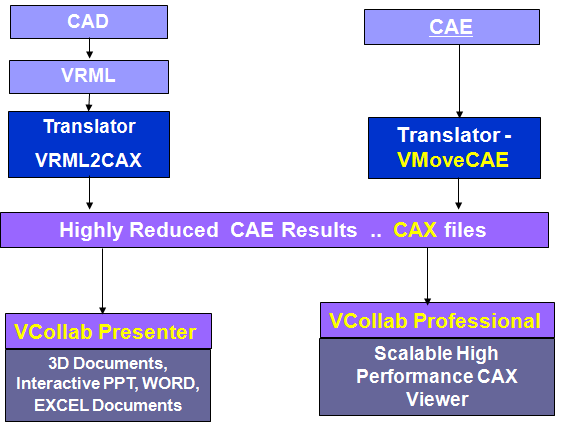 CAD
CAE
VRML
Translator
VRML2CAX
Translator -
VMoveCAE
Highly Reduced CAE Results .. CAX files
VCollab Presenter
3D Documents,
Interactive PPT, WORD,
EXCEL Documents
VCollab Professional
Scalable High
Performance CAX
Viewer